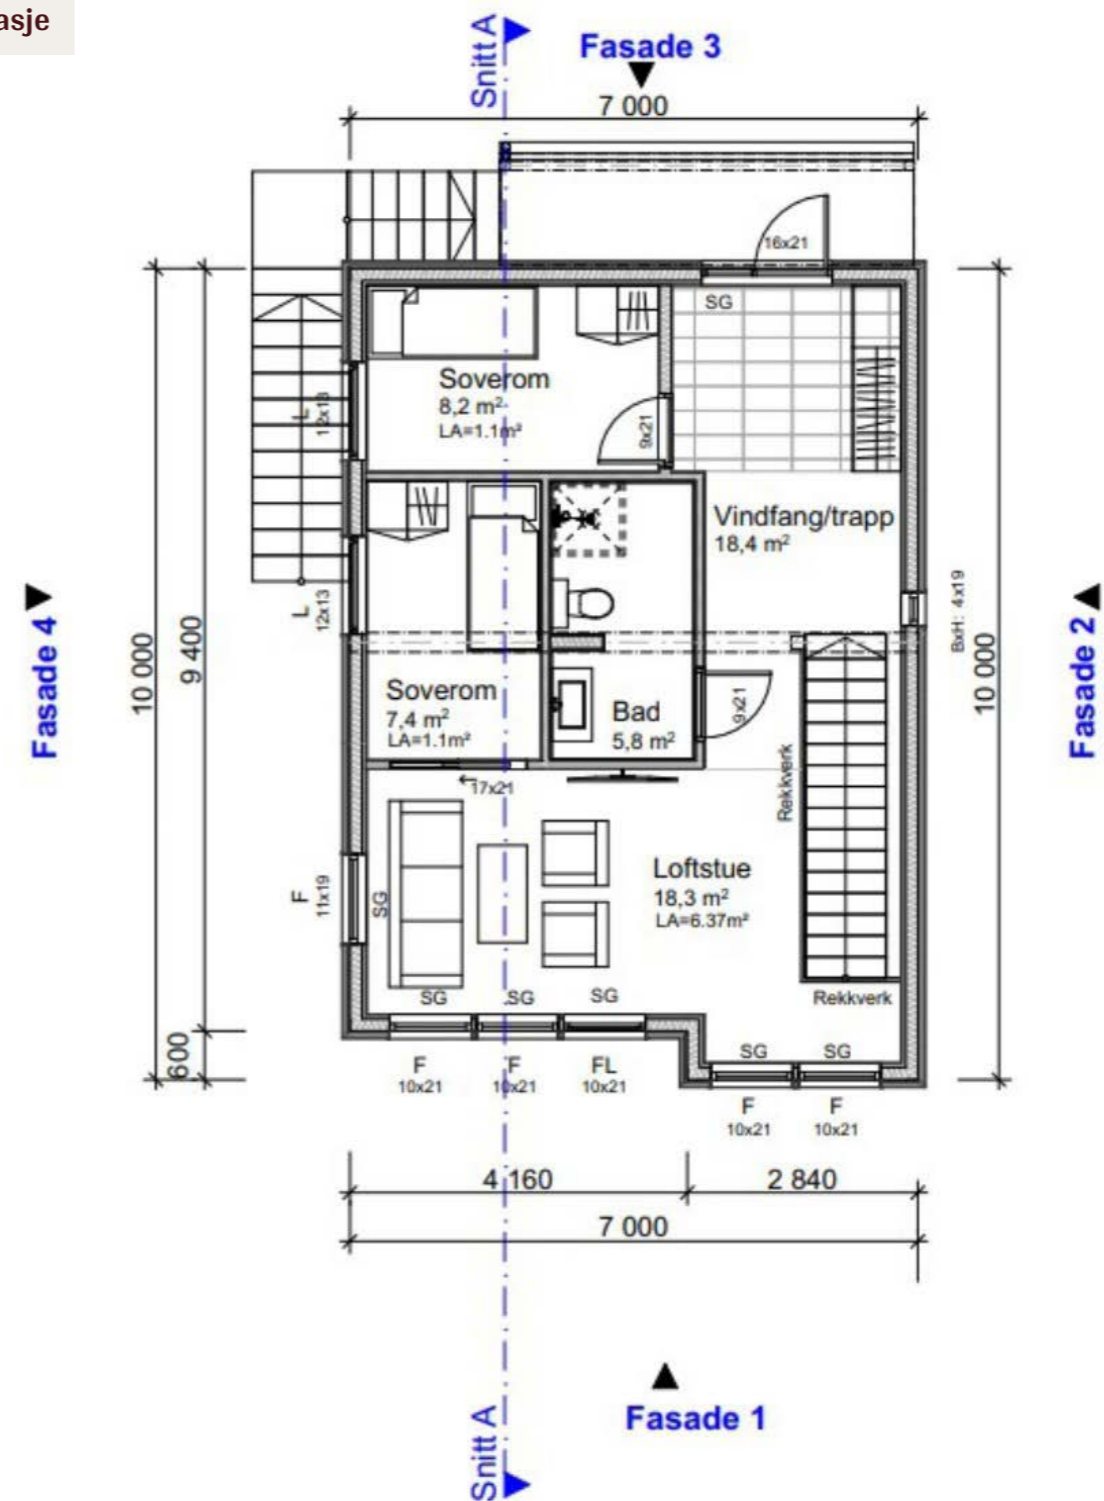 asje
Snitt A
Fasade 3
7 000
16x21
SG
Soverom
8,2 m²
LA=1.1m²
9x21
L
12x13
Vindfang/trapp
18,4 m²
L
12x13
BxH: 4x19
Fasade 4
10 000
9 400
10 000
Fasade 2
Soverom
7,4 m²
LA=1.1m²
Bad
5,8 m²
9x21
17x21
Rekkverk
Loftstue
18,3 m²
LA=6.37m²
F
11x19
SG
SG
SG
SG
Rekkverk
600
SG
SG
F
10x21
F
10x21
FL
10x21
F
10x21
F
10x21
4 160
2 840
7 000
Fasade 1
Snitt A